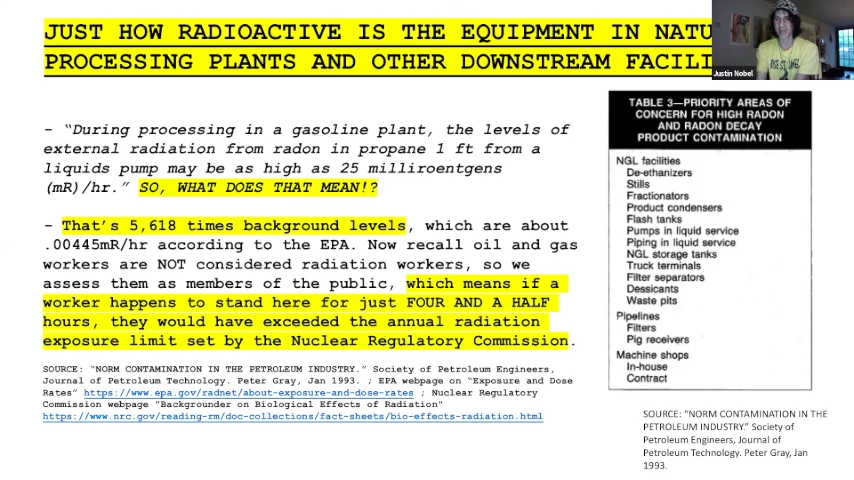 JUST HOW RADIOACTIVE IS THE EQUIPMENT IN
PROCESSING PLANTS AND OTHER DOWNSTREAM
Justin Nobel
- "During processing in a gasoline plant, the levels of
external radiation from radon in propane 1 ft from a
liquids pump may be as high as 25 milliroentgens
(mR)/hr." SO, WHAT DOES THAT MEAN!?
- That's 5,618 times background levels, which are about
.00445mR/hr according to the EPA. Now recall oil and gas
workers are NOT considered radiation workers, so we
assess them as members of the public, which means if a
worker happens to stand here for just FOUR AND A HALF
hours, they would have exceeded the annual radiation
exposure limit set by the Nuclear Regulatory Commission.
SOURCE: "NORM CONTAMINATION IN THE PETROLEUM INDUSTRY." Society of Petroleum Engineers,
Journal of Petroleum Technology. Peter Gray, Jan 1993. ; EPA webpage on "Exposure and Dose
Rates" https://www.epa.gov/radnet/about-exposure-and-dose-rates ; Nuclear Regulatory
Commission webpage "Backgrounder on Biological Effects of Radiation"
https://www.nrc.gov/reading-rm/doc-collections/fact-sheets/bio-effects-radiation.html
TABLE 3—PRIORITY AREAS OF
CONCERN FOR HIGH RADON
AND RADON DECAY
PRODUCT CONTAMINATION
NGL facilities
De-ethanizers
Stills
Fractionators
Product condensers
Flash tanks
Pumps in liquid service
Piping in liquid service
NGL storage tanks
Truck terminals
Filter separators
Dessicants
Waste pits
Pipelines
Filters
Pig receivers
Machine shops
In-house
Contract
SOURCE: "NORM CONTAMINATION IN THE
PETROLEUM INDUSTRY." Society of
Petroleum Engineers, Journal of
Petroleum Technology. Peter Gray, Jan
1993.